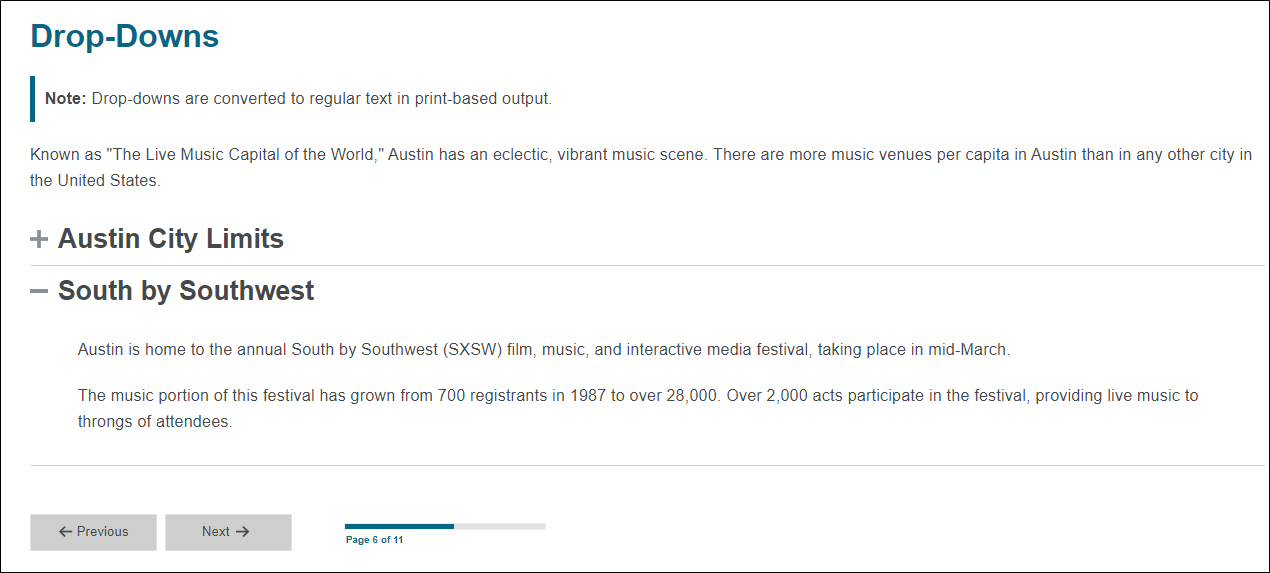 Drop-Downs
Note: Drop-downs are converted to regular text in print-based output.
Known as "The Live Music Capital of the World," Austin has an eclectic, vibrant music scene. There are more music venues per capita in Austin than in any other city in
the United States.
Austin City Limits
South by Southwest
Austin is home to the annual South by Southwest (SXSW) film, music, and interactive media festival, taking place in mid-March.
The music portion of this festival has grown from 700 registrants in 1987 to over 28,000. Over 2,000 acts participate in the festival, providing live music to
throngs of attendees.
← Previous Next →
Page 6 of 11